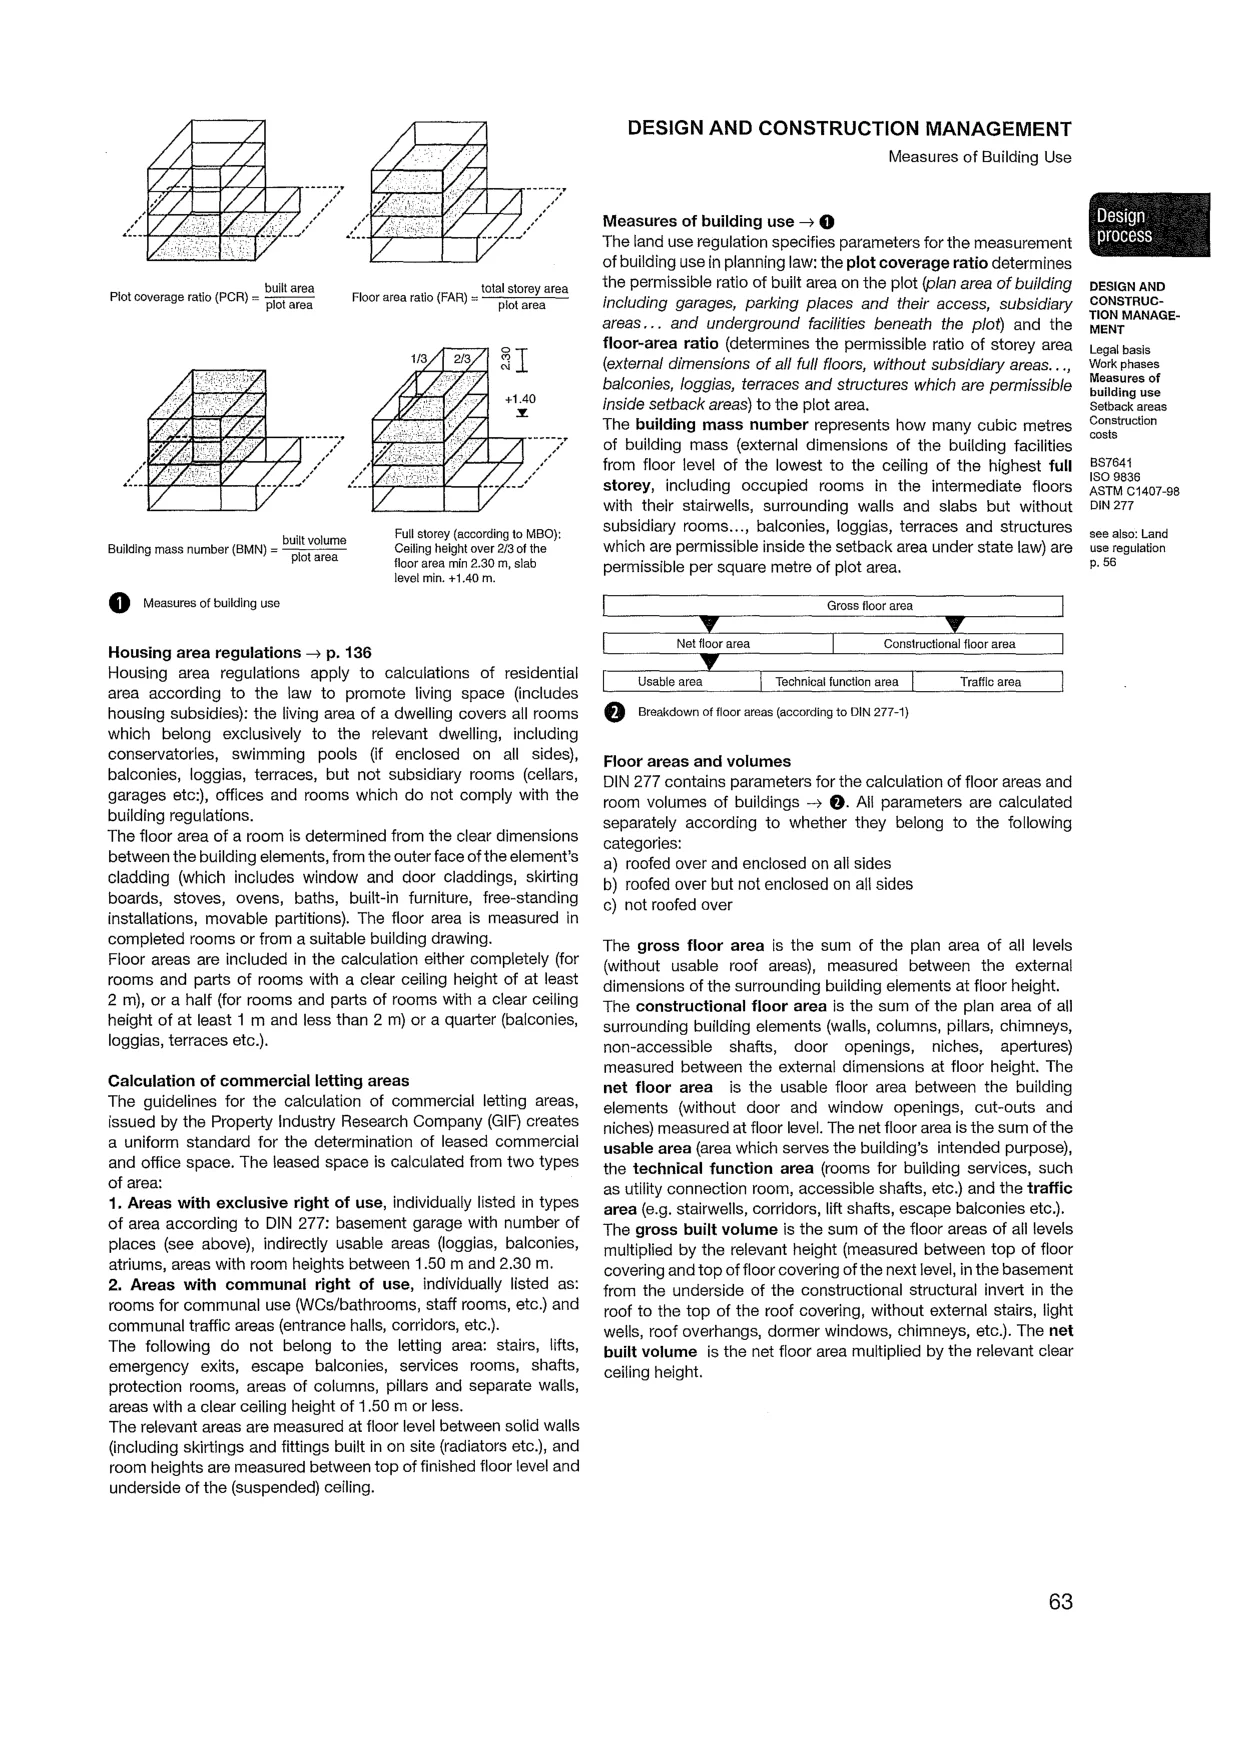 DESIGN AND CONSTRUCTION MANAGEMENT
Measures of Building Use
Plot coverage ratio (PCR) = built area
plot area
Floor area ratio (FAR) = total storey area
plot area
1/3 2/3 2.30
+1.40
Building mass number (BMN) = built volume
plot area
Full storey (according to MBO):
Ceiling height over 2/3 of the
floor area min 2.30 m, slab
level min. +1.40 m.
1 Measures of building use
Housing area regulations → p. 136
Housing area regulations apply to calculations of residential
area according to the law to promote living space (includes
housing subsidies): the living area of a dwelling covers all rooms
which belong exclusively to the relevant dwelling, including
conservatories, swimming pools (if enclosed on all sides),
balconies, loggias, terraces, but not subsidiary rooms (cellars,
garages etc:), offices and rooms which do not comply with the
building regulations.
The floor area of a room is determined from the clear dimensions
between the building elements, from the outer face of the element's
cladding (which includes window and door claddings, skirting
boards, stoves, ovens, baths, built-in furniture, free-standing
installations, movable partitions). The floor area is measured in
completed rooms or from a suitable building drawing.
Floor areas are included in the calculation either completely (for
rooms and parts of rooms with a clear ceiling height of at least
2 m), or a half (for rooms and parts of rooms with a clear ceiling
height of at least 1 m and less than 2 m) or a quarter (balconies,
loggias, terraces etc.).
Calculation of commercial letting areas
The guidelines for the calculation of commercial letting areas,
issued by the Property Industry Research Company (GIF) creates
a uniform standard for the determination of leased commercial
and office space. The leased space is calculated from two types
of area:
1. Areas with exclusive right of use, individually listed in types
of area according to DIN 277: basement garage with number of
places (see above), indirectly usable areas (loggias, balconies,
atriums, areas with room heights between 1.50 m and 2.30 m.
2. Areas with communal right of use, individually listed as:
rooms for communal use (WCs/bathrooms, staff rooms, etc.) and
communal traffic areas (entrance halls, corridors, etc.).
The following do not belong to the letting area: stairs, lifts,
emergency exits, escape balconies, services rooms, shafts,
protection rooms, areas of columns, pillars and separate walls,
areas with a clear ceiling height of 1.50 m or less.
The relevant areas are measured at floor level between solid walls
(including skirtings and fittings built in on site (radiators etc.), and
room heights are measured between top of finished floor level and
underside of the (suspended) ceiling.
Measures of building use → 1
The land use regulation specifies parameters for the measurement
of building use in planning law: the plot coverage ratio determines
the permissible ratio of built area on the plot (plan area of building
including garages, parking places and their access, subsidiary
areas... and underground facilities beneath the plot) and the
floor-area ratio (determines the permissible ratio of storey area
(external dimensions of all full floors, without subsidiary areas...,
balconies, loggias, terraces and structures which are permissible
inside setback areas) to the plot area.
The building mass number represents how many cubic metres
of building mass (external dimensions of the building facilities
from floor level of the lowest to the ceiling of the highest full
storey, including occupied rooms in the intermediate floors
with their stairwells, surrounding walls and slabs but without
subsidiary rooms..., balconies, loggias, terraces and structures
which are permissible inside the setback area under state law) are
permissible per square metre of plot area.
Gross floor area
Net floor area Constructional floor area
Usable area Technical function area Traffic area
2 Breakdown of floor areas (according to DIN 277-1)
Floor areas and volumes
DIN 277 contains parameters for the calculation of floor areas and
room volumes of buildings → 2. All parameters are calculated
separately according to whether they belong to the following
categories:
a) roofed over and enclosed on all sides
b) roofed over but not enclosed on all sides
c) not roofed over
The gross floor area is the sum of the plan area of all levels
(without usable roof areas), measured between the external
dimensions of the surrounding building elements at floor height.
The constructional floor area is the sum of the plan area of all
surrounding building elements (walls, columns, pillars, chimneys,
non-accessible shafts, door openings, niches, apertures)
measured between the external dimensions at floor height. The
net floor area is the usable floor area between the building
elements (without door and window openings, cut-outs and
niches) measured at floor level. The net floor area is the sum of the
usable area (area which serves the building's intended purpose),
the technical function area (rooms for building services, such
as utility connection room, accessible shafts, etc.) and the traffic
area (e.g. stairwells, corridors, lift shafts, escape balconies etc.).
The gross built volume is the sum of the floor areas of all levels
multiplied by the relevant height (measured between top of floor
covering and top of floor covering of the next level, in the basement
from the underside of the constructional structural invert in the
roof to the top of the roof covering, without external stairs, light
wells, roof overhangs, dormer windows, chimneys, etc.). The net
built volume is the net floor area multiplied by the relevant clear
ceiling height.
Design
process
DESIGN AND
CONSTRUC-
TION MANAGE-
MENT
Legal basis
Work phases
Measures of
building use
Setback areas
Construction
costs
BS7641
ISO 9836
ASTM C1407-98
DIN 277
see also: Land
use regulation
p. 56
63